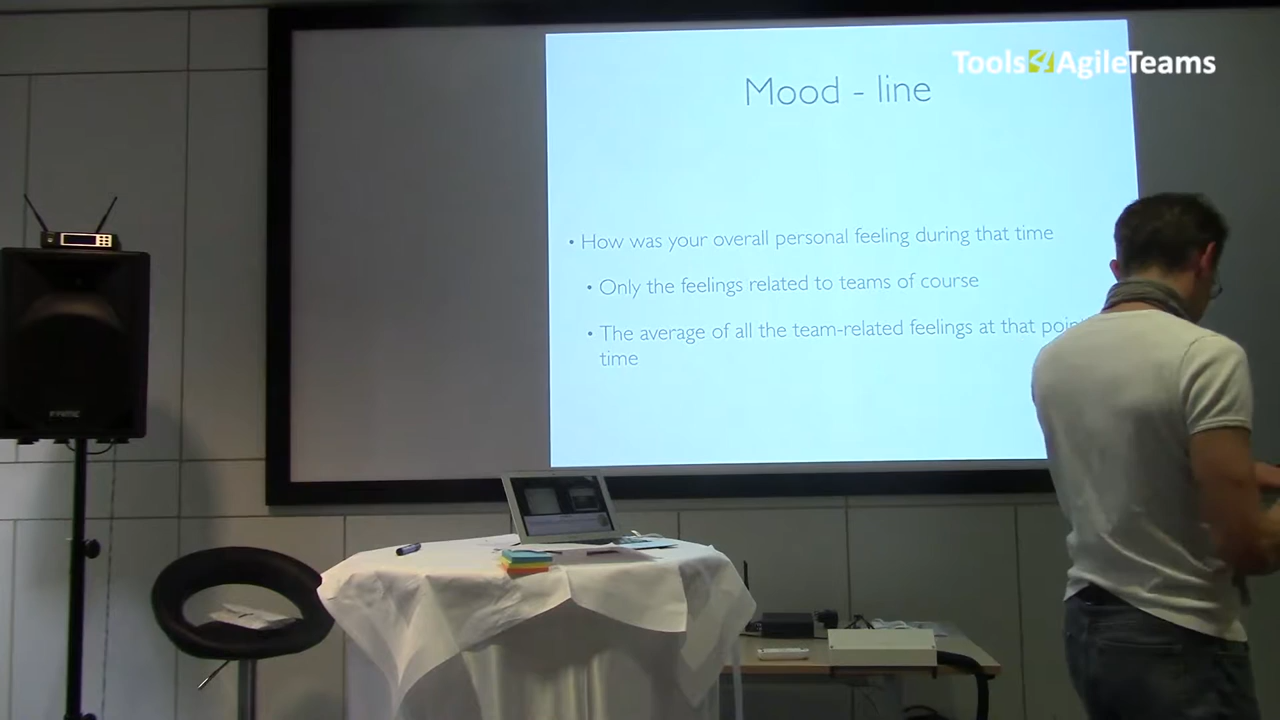 Tools4AgileTeams
Mood - line
• How was your overall personal feeling during that time
• Only the feelings related to teams of course
• The average of all the team-related feelings at that
time